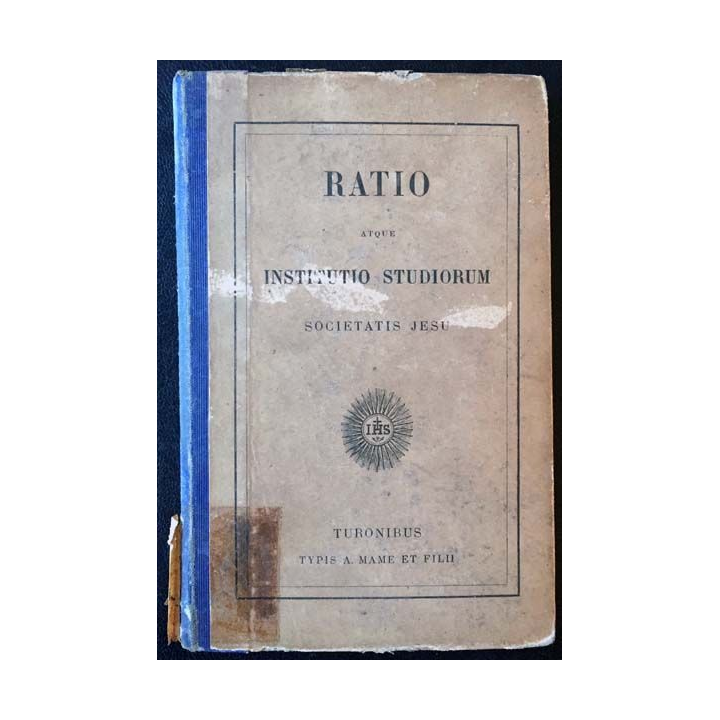 RATIO
ATQUE
INSTITUTIO STUDIORUM
SOCIETATIS JESU
IHS
TURONIBUS
TYPIS A. MAME ET FILII